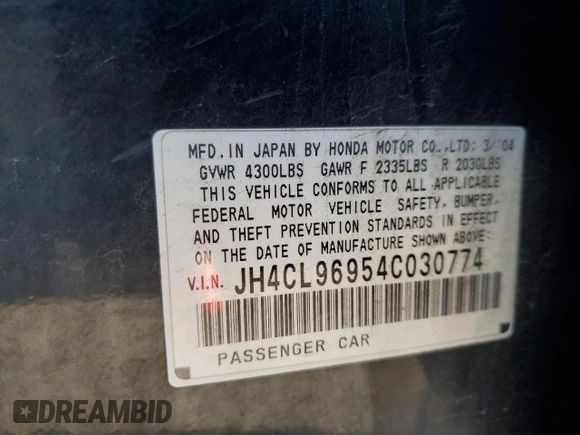 MFD. IN JAPAN BY HONDA MOTOR CO., LTD: 3/'04
GVWR 4300LBS GAWR F 2335LBS R 2030LBS
THIS VEHICLE CONFORMS TO ALL APPLICABLE
FEDERAL MOTOR VEHICLE SAFETY, BUMPER,
AND THEFT PREVENTION STANDARDS IN EFFECT
ON THE DATE OF MANUFACTURE SHOWN ABOVE:
V.I.N. JH4CL96954C030774
PASSENGER CAR
DREAMBID